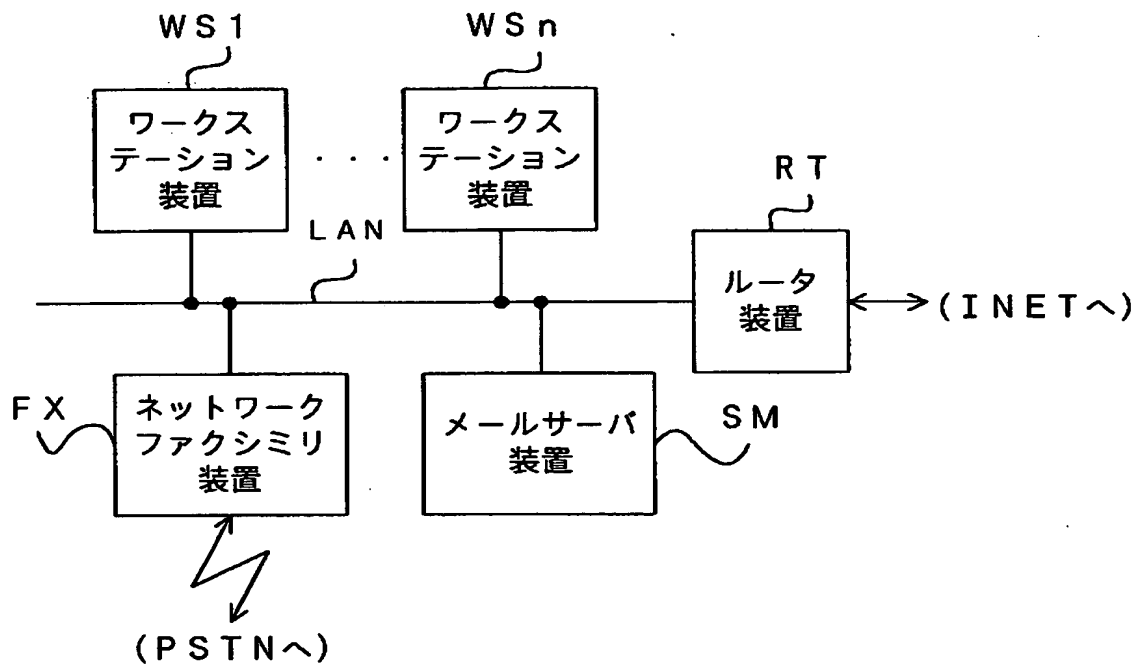 WS1
WSn
ワークス
テーション
装置
・・・
ワークス
テーション
装置
RT
LAN
ルータ
装置
(INETへ)
FX
ネットワーク
ファクシミリ
装置
メールサーバ
装置
SM
(PSTNへ)